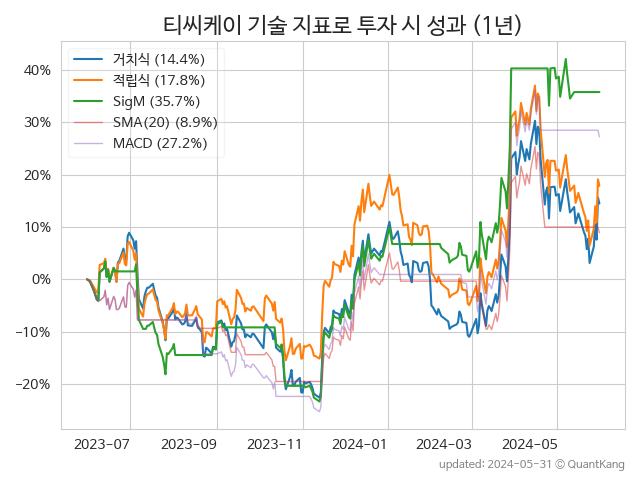 티씨케이 기술 지표로 투자 시 성과 (1년)
거치식 (14.4%)
적립식 (17.8%)
SigM (35.7%)
SMA(20) (8.9%)
MACD (27.2%)
40%
30%
20%
10%
0%
−10%
−20%
2023-07 2023-09 2023-11 2024-01 2024-03 2024-05
updated: 2024-05-31 © QuantKang